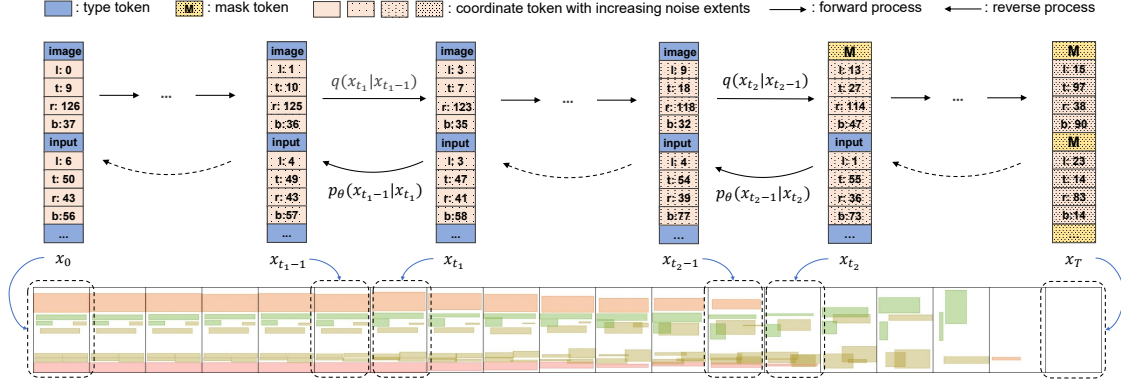 : type token M : mask token : coordinate token with increasing noise extents : forward process : reverse process
image image image image M M
l: 0 l: 1 l: 3 l: 9 l: 13 l: 15
t: 9 t: 10 t: 7 t: 18 t: 27 t: 97
r: 126 r: 125 r: 123 r: 118 r: 114 r: 38
b:37 b:36 b:35 b:32 b:47 b: 90
input input input input input M
l: 6 l: 4 l: 3 l: 4 l: 1 l: 23
t: 50 t: 49 t: 47 t: 54 t: 55 t: 14
r: 43 r: 43 r: 41 r: 39 r: 36 r: 83
b:56 b:57 b: 58 b:77 b:73 b:14
... ... ... ... ... ...
... ... ...
q(x_{t_1}|x_{t_1−1}) q(x_{t_2}|x_{t_2−1})
p_θ(x_{t_1−1}|x_{t_1}) p_θ(x_{t_2−1}|x_{t_2})
x_0 x_{t_1−1} x_{t_1} x_{t_2−1} x_{t_2} x_T